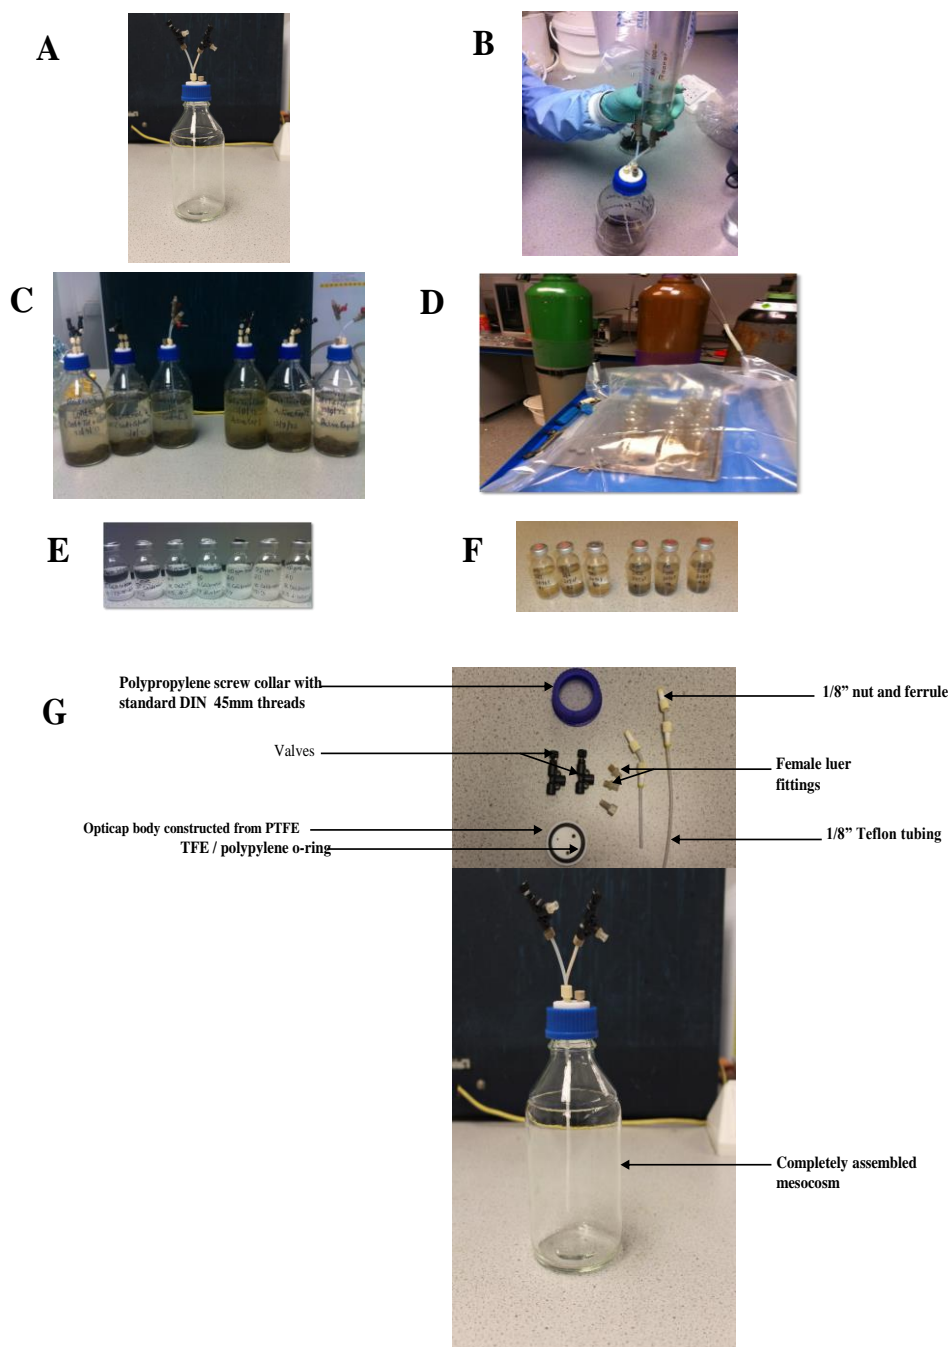 A
B
C
D
E
F
G
Polypropylene screw collar with
standard DIN 45mm threads
1/8” nut and ferrule
Valves
Female luer
fittings
Opticap body constructed from PTFE
TFE / polypylene o-ring
1/8” Teflon tubing
Completely assembled
mesocosm